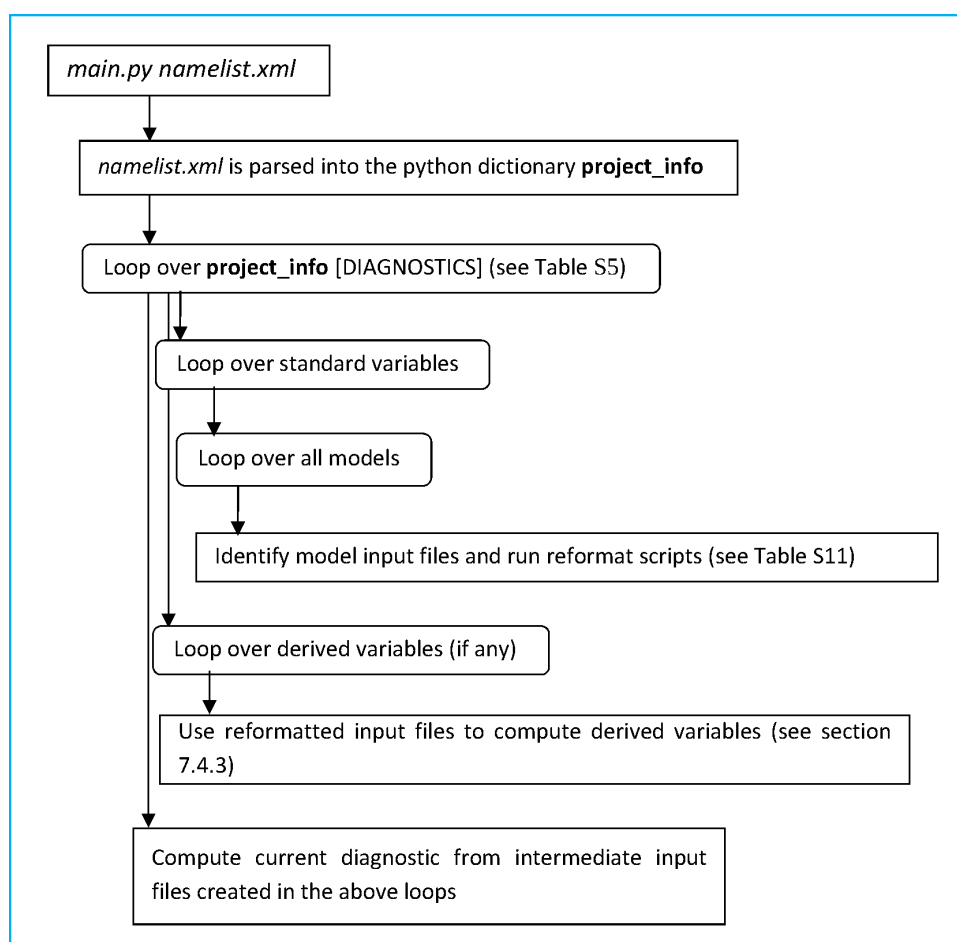 main.py namelist.xml
namelist.xml is parsed into the python dictionary project_info
Loop over project_info [DIAGNOSTICS] (see Table S5)
Loop over standard variables
Loop over all models
Identify model input files and run reformat scripts (see Table S11)
Loop over derived variables (if any)
Use reformatted input files to compute derived variables (see section
7.4.3)
Compute current diagnostic from intermediate input
files created in the above loops